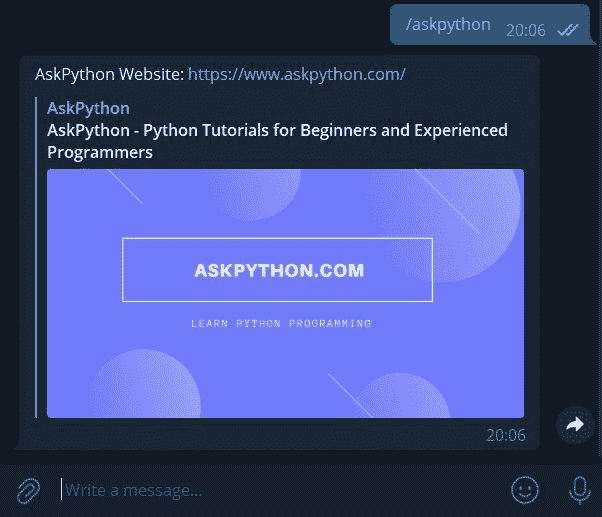 /askpython 20:06
AskPython Website: https://www.askpython.com/
AskPython
AskPython - Python Tutorials for Beginners and Experienced
Programmers
ASKPYTHON.COM
LEARN PYTHON PROGRAMMING
20:06
Write a message...